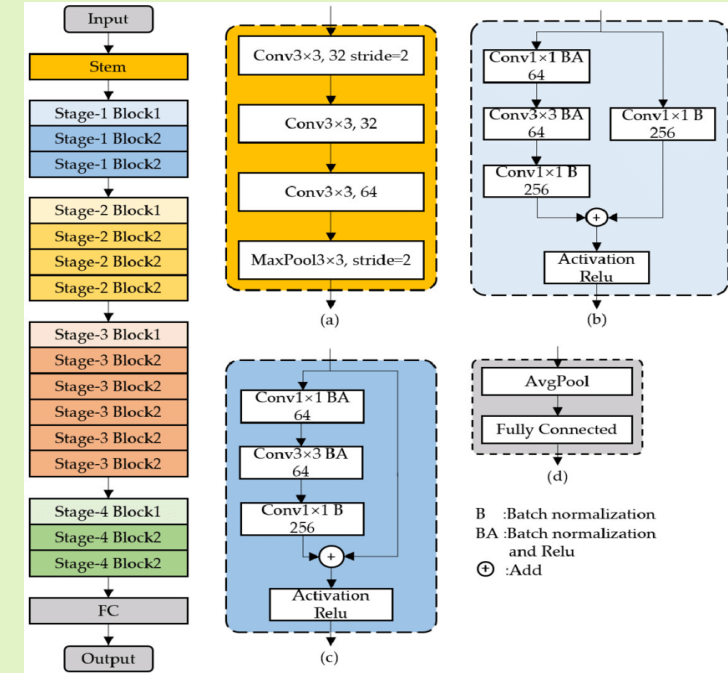 Input
Stem
Stage-1 Block1
Stage-1 Block2
Stage-1 Block2
Stage-2 Block1
Stage-2 Block2
Stage-2 Block2
Stage-2 Block2
Stage-3 Block1
Stage-3 Block2
Stage-3 Block2
Stage-3 Block2
Stage-3 Block2
Stage-3 Block2
Stage-4 Block1
Stage-4 Block2
Stage-4 Block2
FC
Output
Conv3×3, 32 stride=2
Conv3×3, 32
Conv3×3, 64
MaxPool3×3, stride=2
(a)
Conv1×1 BA
64
Conv3×3 BA
64
Conv1×1 B
256
Conv1×1 B
256
+
Activation
Relu
(b)
Conv1×1 BA
64
Conv3×3 BA
64
Conv1×1 B
256
+
Activation
Relu
(c)
AvgPool
Fully Connected
(d)
B :Batch normalization
BA :Batch normalization
and Relu
+ :Add